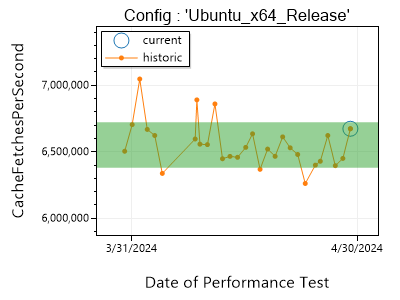 Config : 'Ubuntu_x64_Release'
current
historic
CacheFetchesPerSecond
7,000,000
6,500,000
6,000,000
3/31/2024
4/30/2024
Date of Performance Test